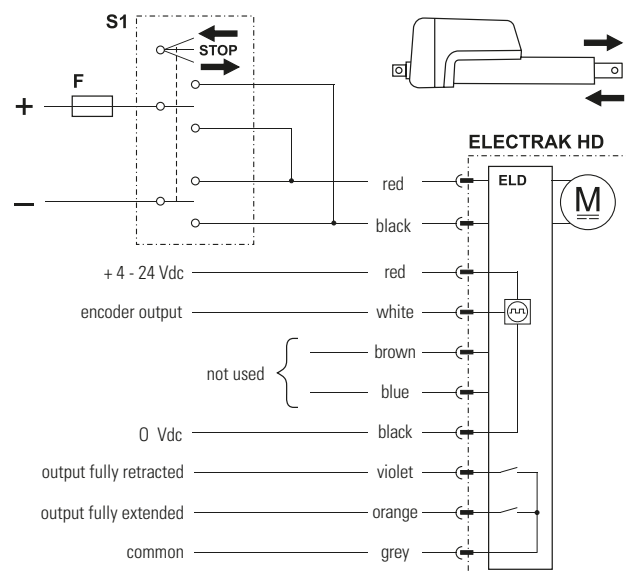 S1
STOP
F
+
−
ELECTRAK HD
ELD
M
red
black
+ 4 - 24 Vdc red
encoder output white
not used
brown
blue
0 Vdc black
output fully retracted violet
output fully extended orange
common grey